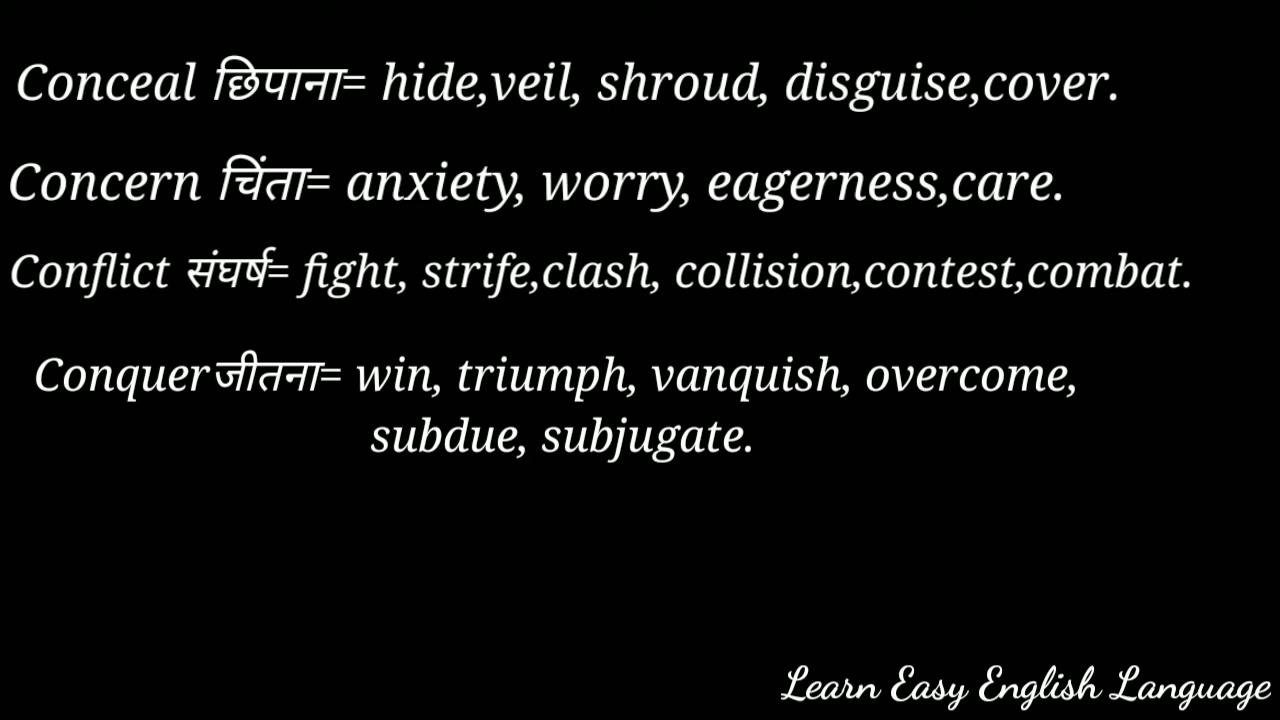 Conceal छिपाना= hide,veil, shroud, disguise,cover.
Concern चिंता= anxiety, worry, eagerness,care.
Conflict संघर्ष= fight, strife,clash, collision,contest,combat.
Conquerजीतना= win, triumph, vanquish, overcome,
subdue, subjugate.
Learn Easy English Language